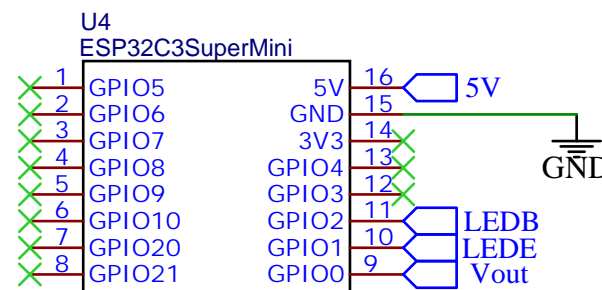 U4
ESP32C3SuperMini
1 GPIO5 5V 16 5V
2 GPIO6 GND 15
3 GPIO7 3V3 14
4 GPIO8 GPIO4 13
GND
5 GPIO9 GPIO3 12
6 GPIO10 GPIO2 11 LEDB
7 GPIO20 GPIO1 10 LEDE
8 GPIO21 GPIO0 9 Vout